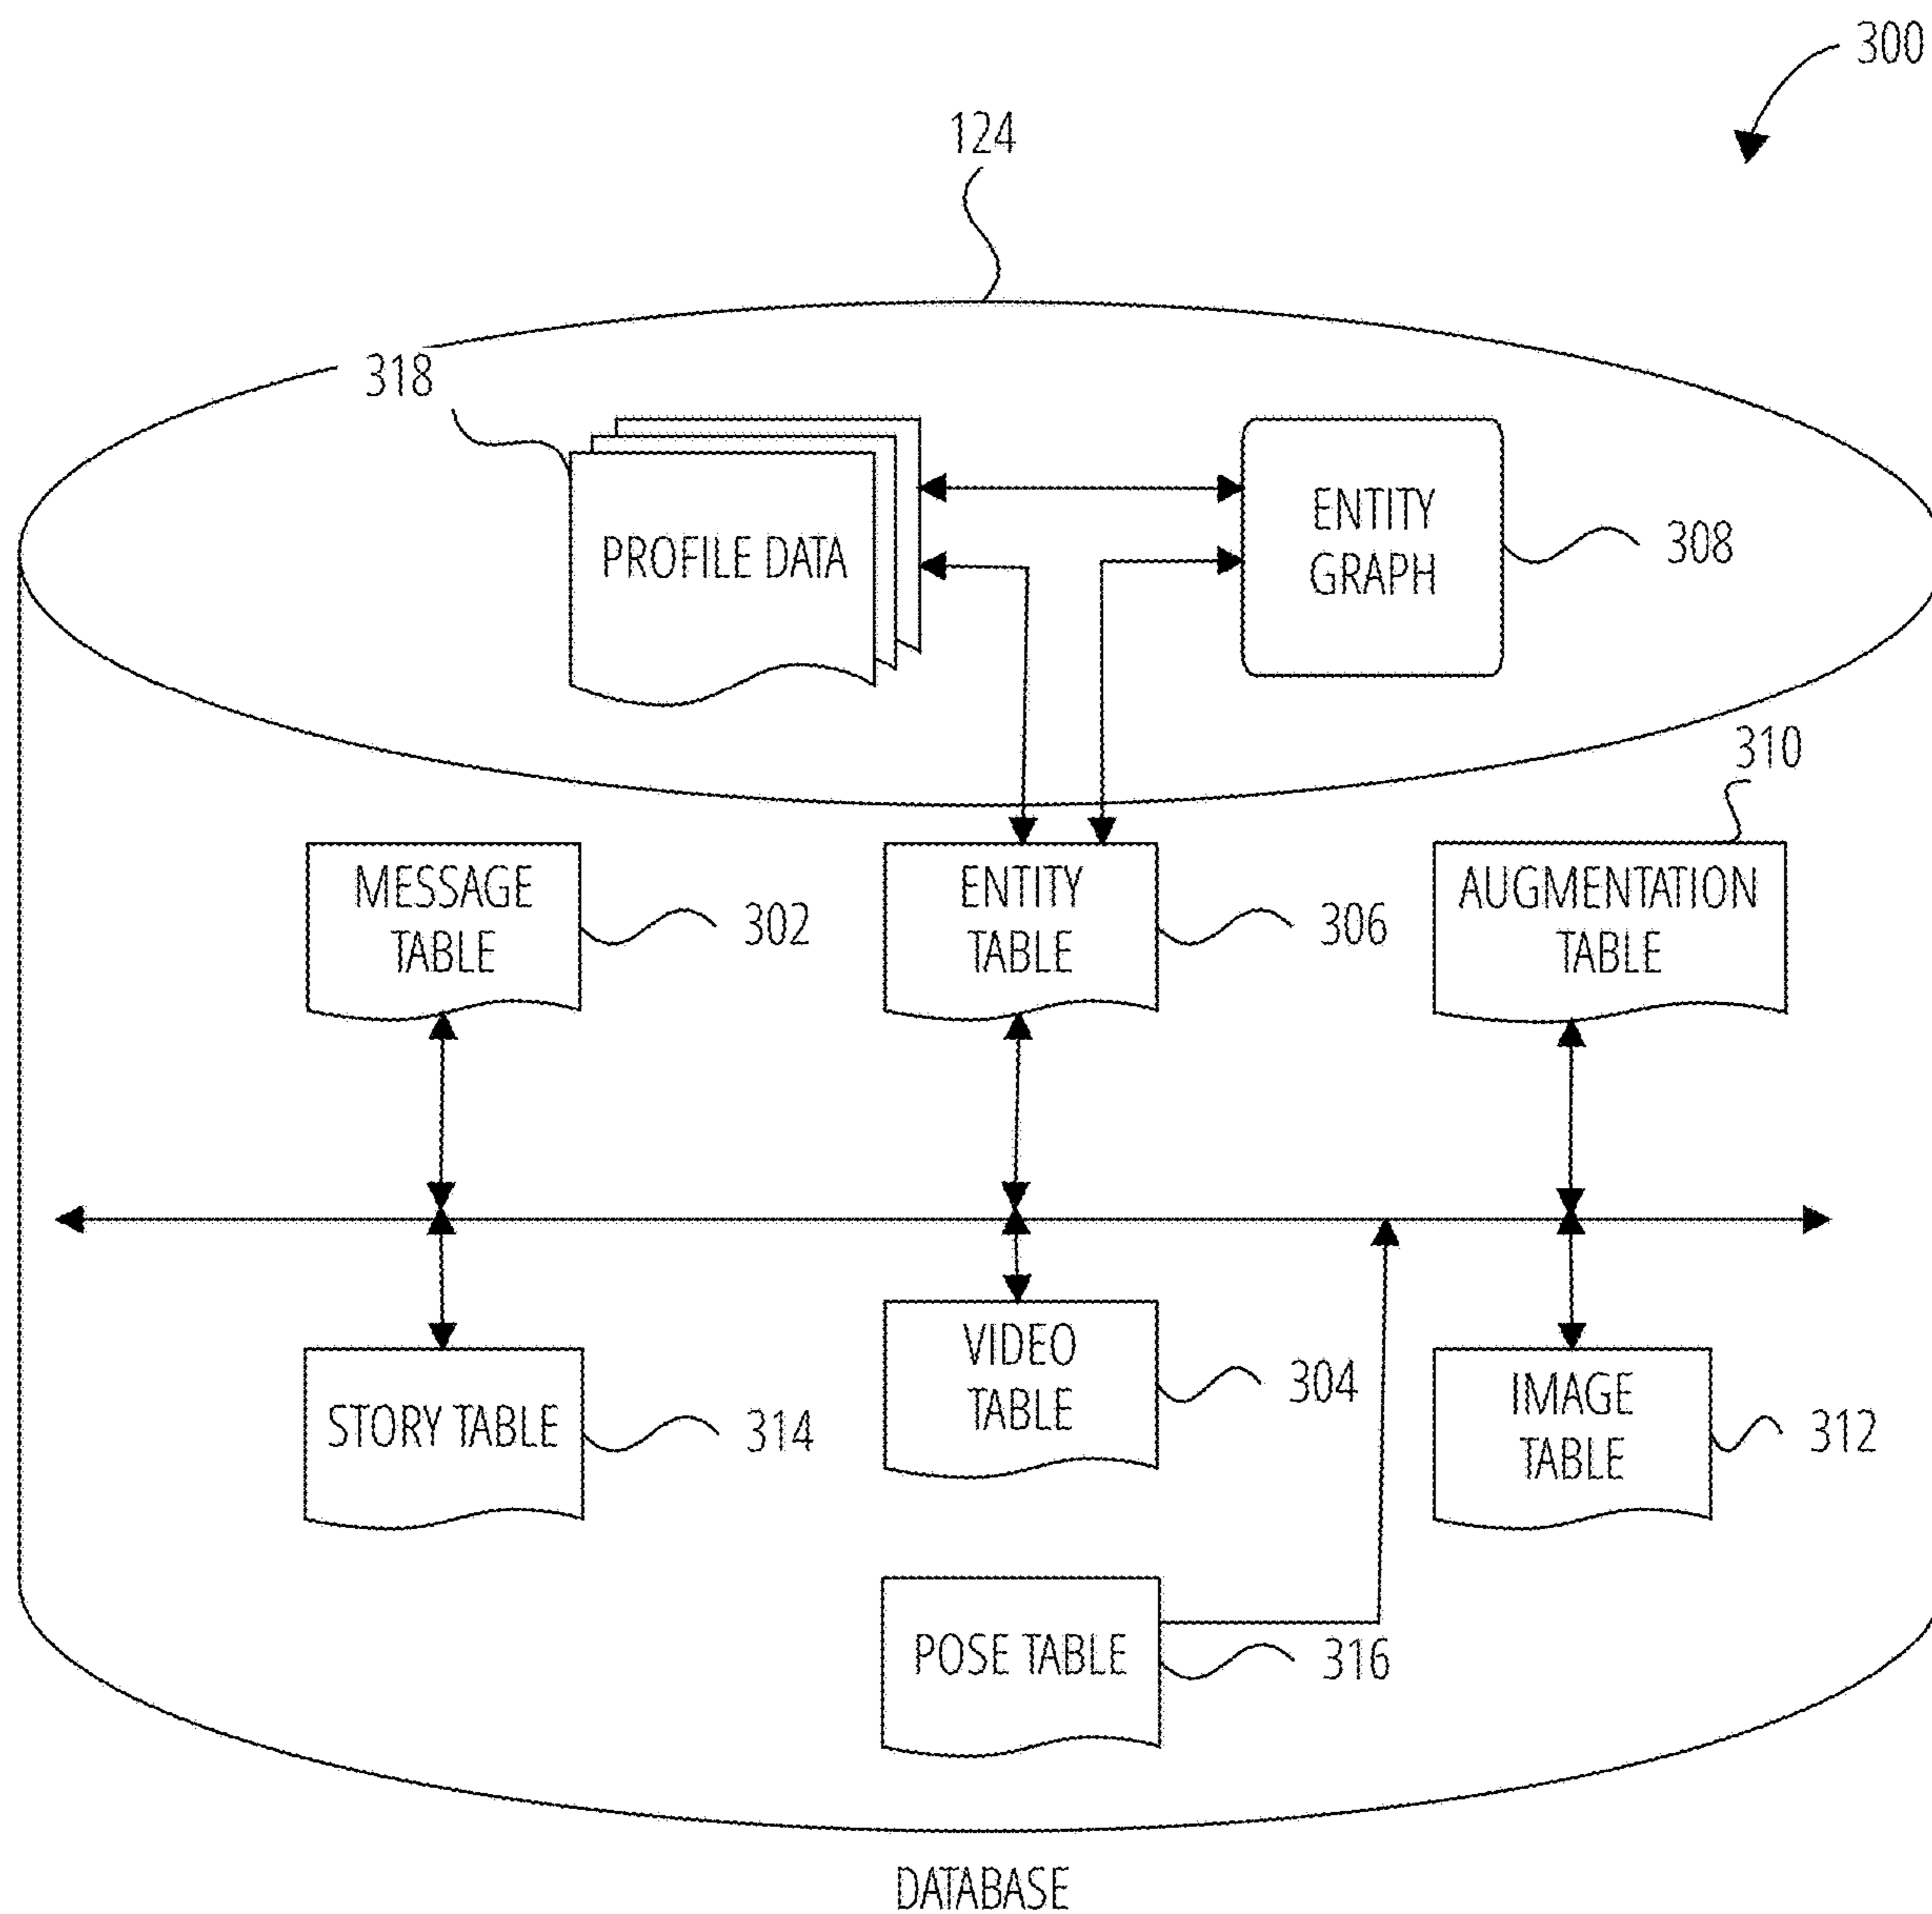 300
124
318
PROFILE DATA
ENTITY
GRAPH
308
310
MESSAGE
TABLE
302
ENTITY
TABLE
306
AUGMENTATION
TABLE
STORY TABLE
314
VIDEO
TABLE
304
IMAGE
TABLE
312
POSE TABLE
316
DATABASE